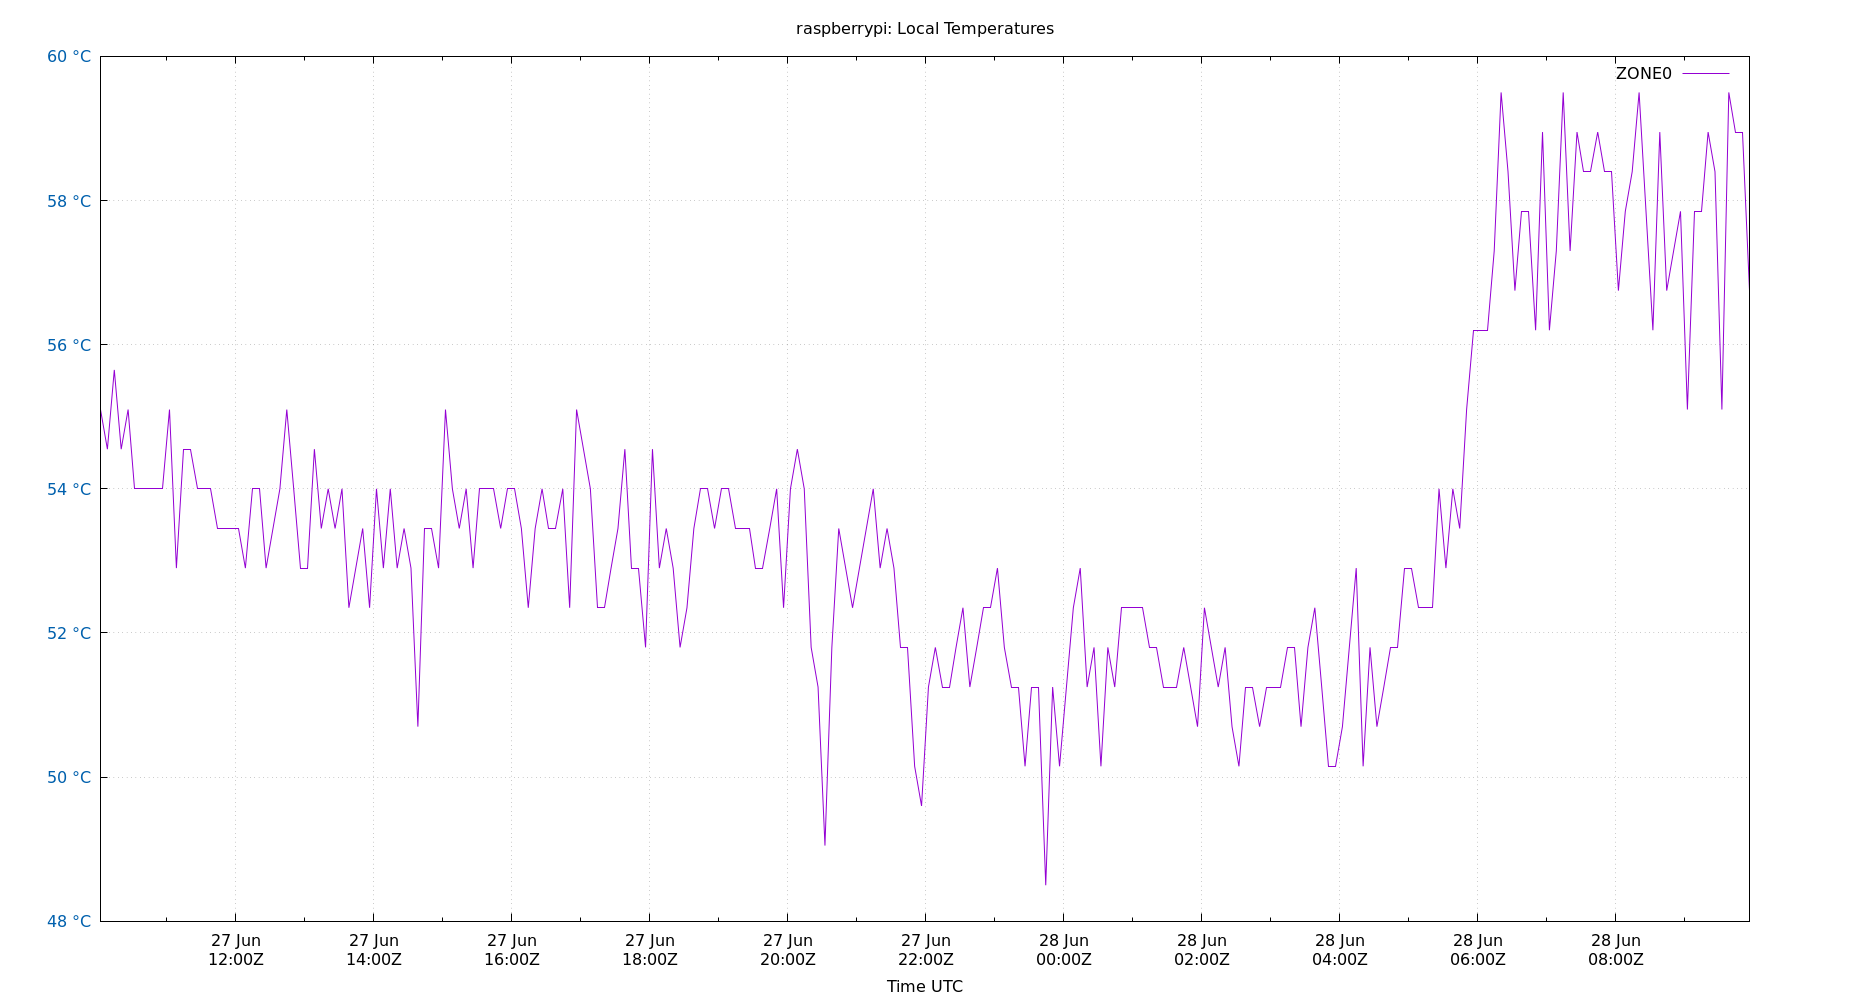 raspberrypi: Local Temperatures
60 °C
ZONE0
58 °C
56 °C
54 °C
52 °C
50 °C
48 °C
27 Jun 27 Jun 27 Jun 27 Jun 27 Jun 27 Jun 28 Jun 28 Jun 28 Jun 28 Jun 28 Jun
12:00Z 14:00Z 16:00Z 18:00Z 20:00Z 22:00Z 00:00Z 02:00Z 04:00Z 06:00Z 08:00Z
Time UTC